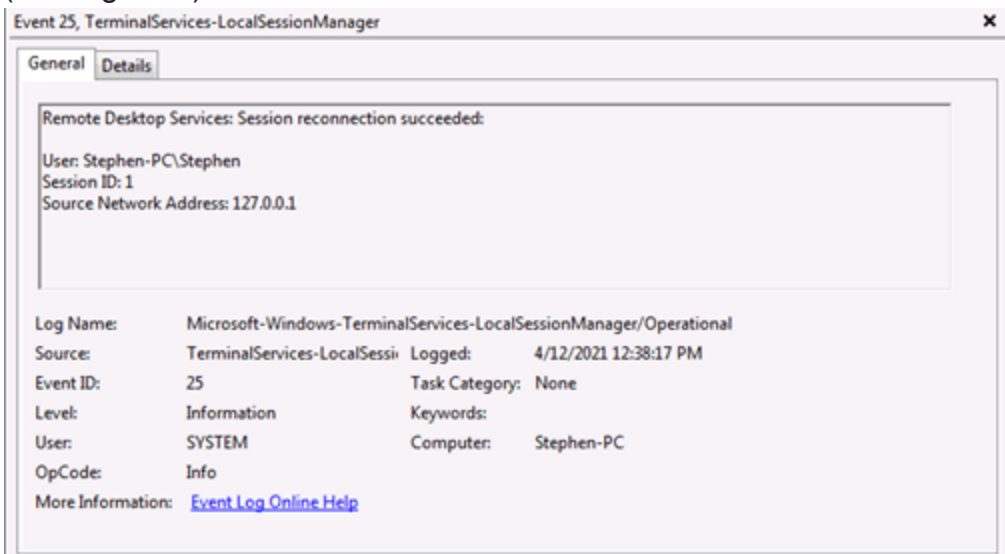 Event 25, TerminalServices-LocalSessionManager
General Details
Remote Desktop Services: Session reconnection succeeded:
User: Stephen-PC\Stephen
Session ID: 1
Source Network Address: 127.0.0.1
Log Name: Microsoft-Windows-TerminalServices-LocalSessionManager/Operational
Source: TerminalServices-LocalSessi Logged: 4/12/2021 12:38:17 PM
Event ID: 25 Task Category: None
Level: Information Keywords:
User: SYSTEM Computer: Stephen-PC
OpCode: Info
More Information: Event Log Online Help